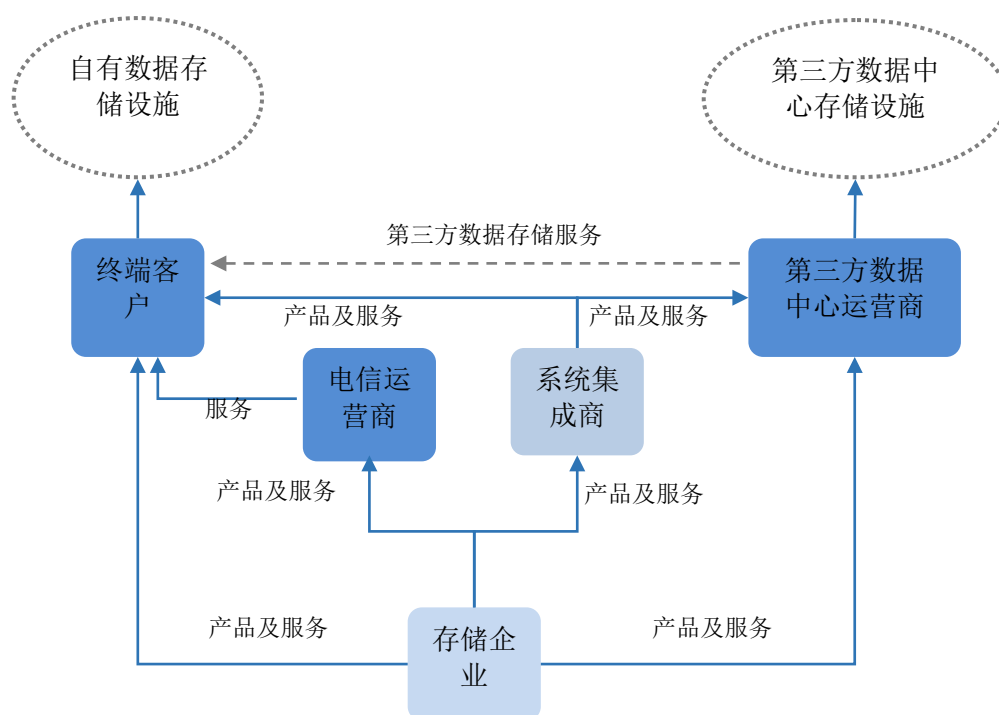 自有数据存
储设施
第三方数据中
心存储设施
第三方数据存储服务
终端客
户
第三方数据
中心运营商
产品及服务
产品及服务
电信运
营商
系统集
成商
服务
产品及服务
产品及服务
产品及服务
产品及服务
存储企
业